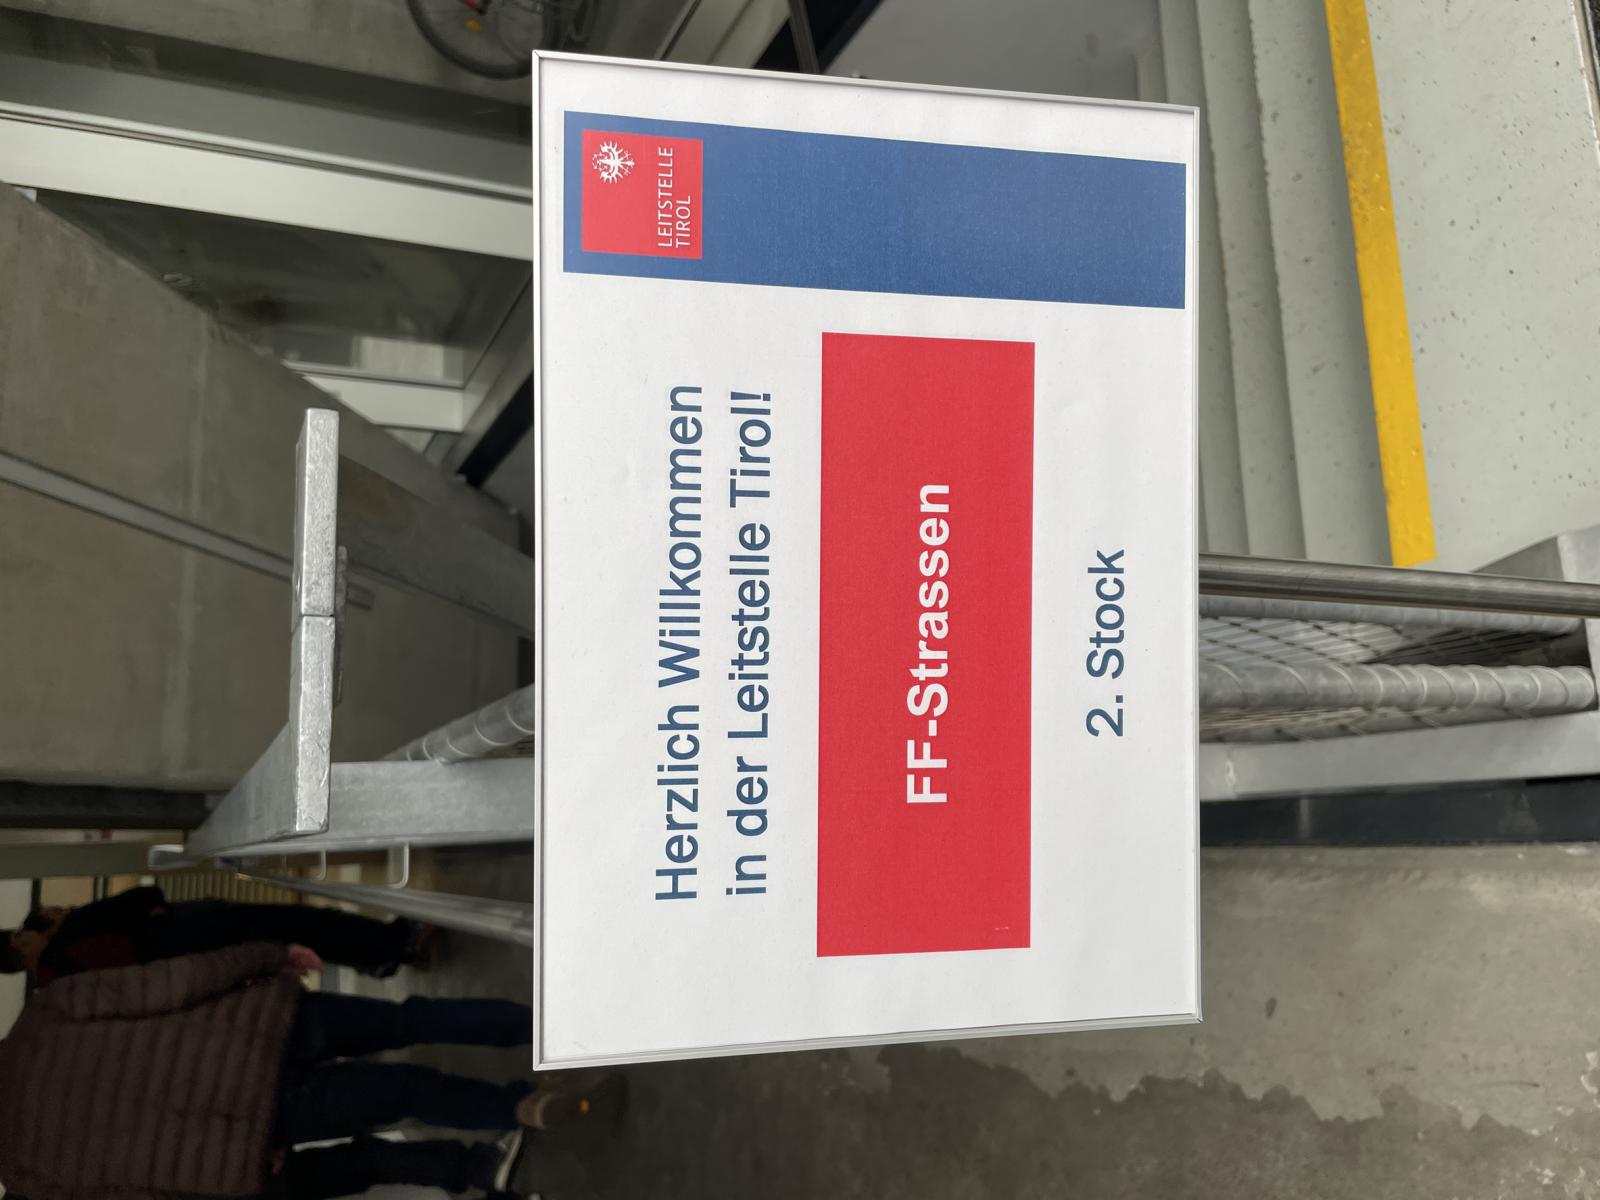 LEITSTELLE
TIROL
Herzlich Willkommen
in der Leitstelle Tirol!
FF-Strassen
2. Stock